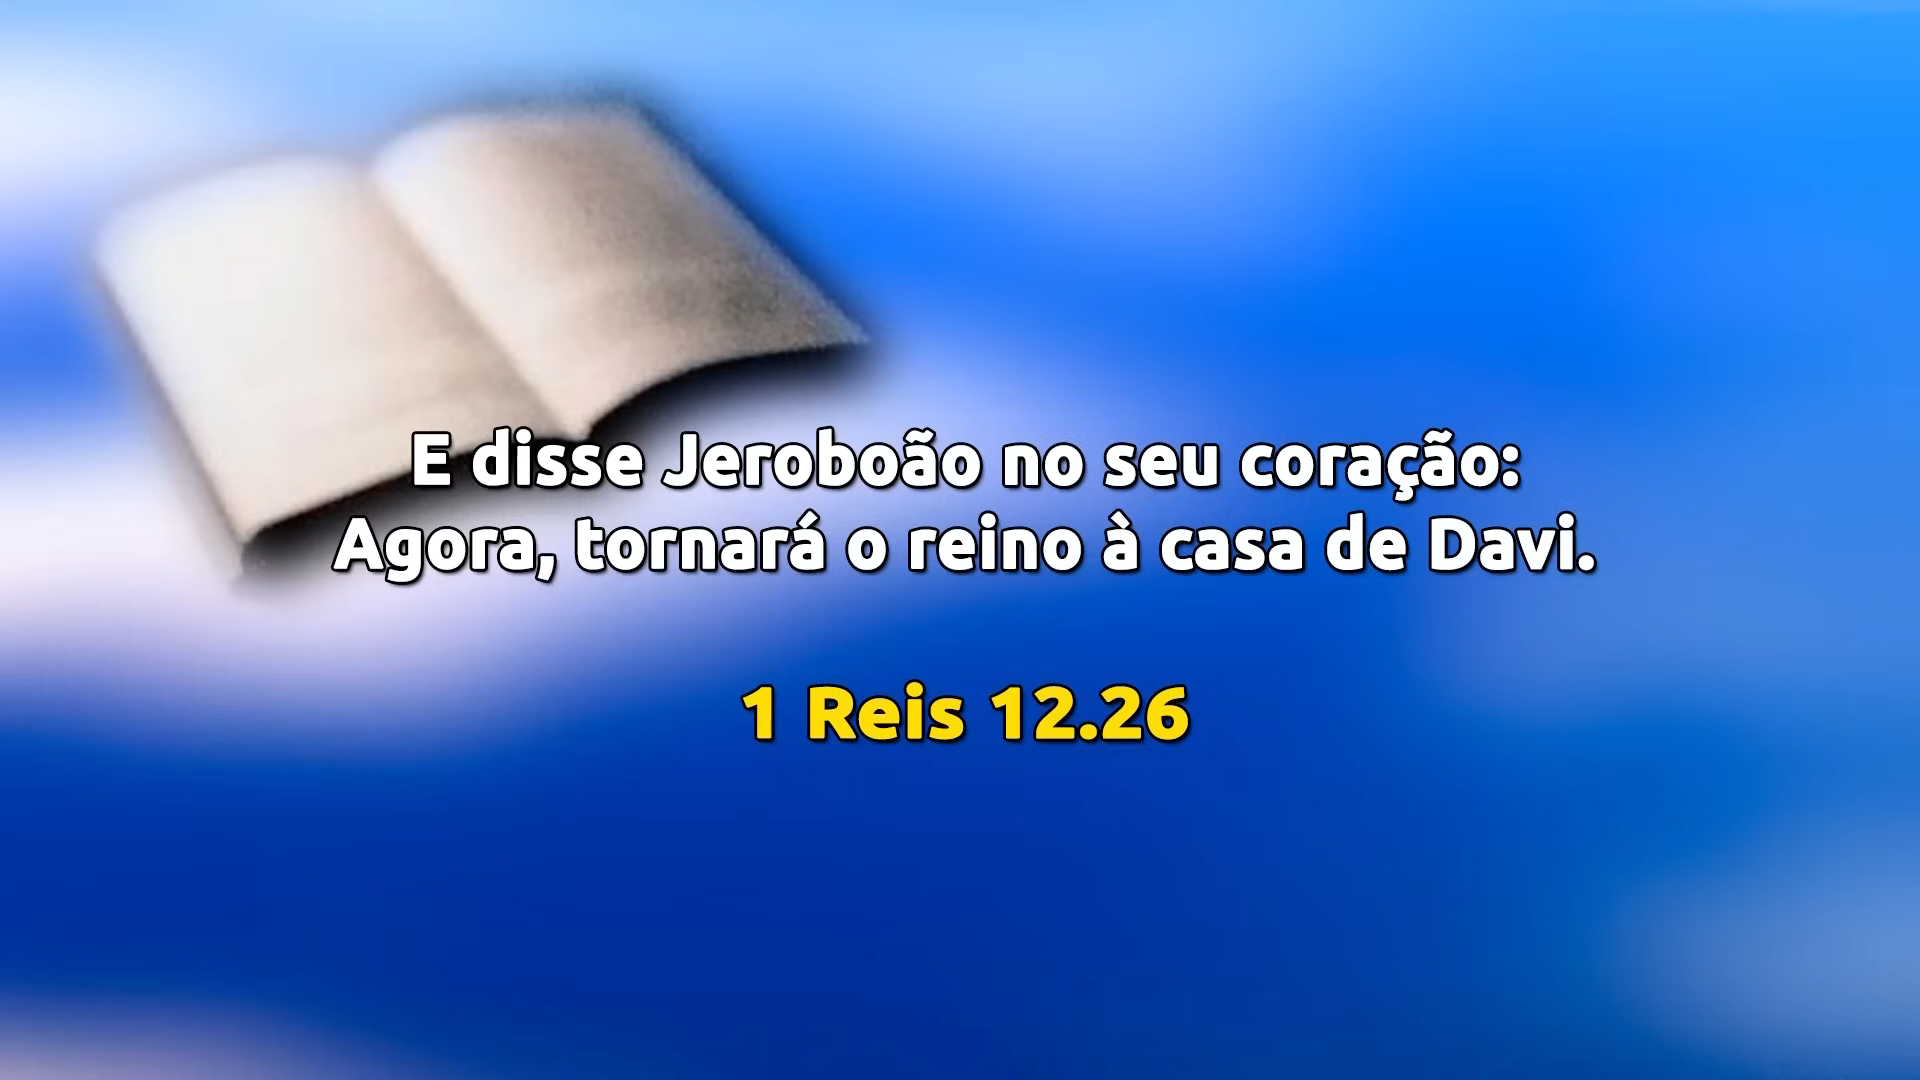 E disse Jeroboão no seu coração:
Agora, tornará o reino à casa de Davi.
1 Reis 12.26